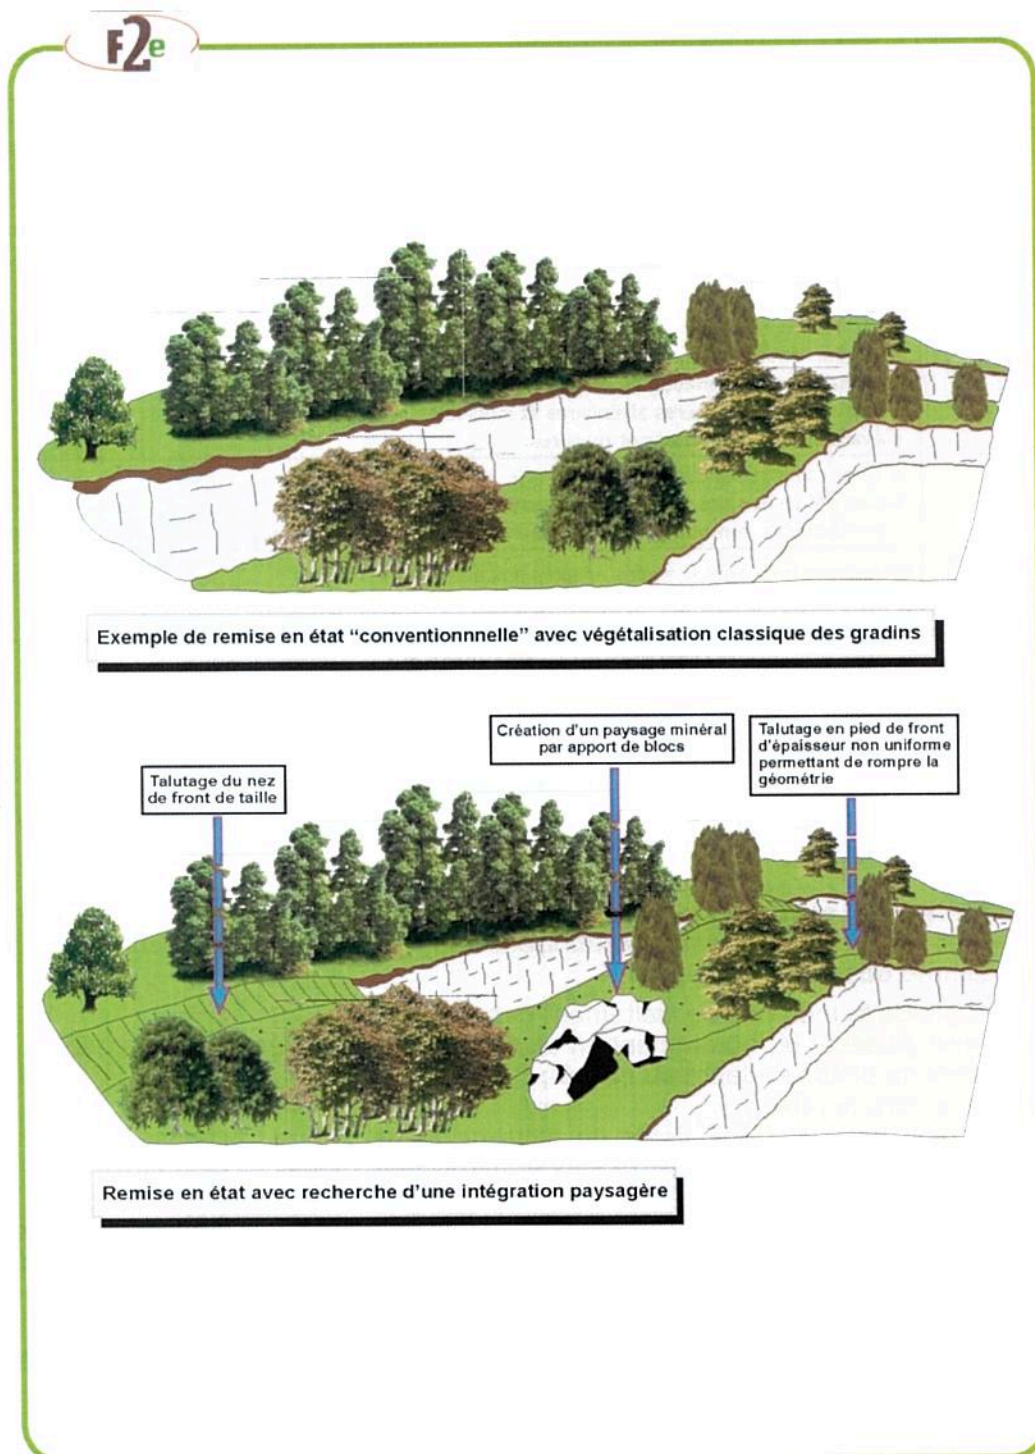 F2e
Exemple de remise en état “conventionnnelle” avec végétalisation classique des gradins
Création d'un paysage minéral
par apport de blocs
Talutage en pied de front
d'épaisseur non uniforme
permettant de rompre la
géométrie
Talutage du nez
de front de taille
Remise en état avec recherche d'une intégration paysagère